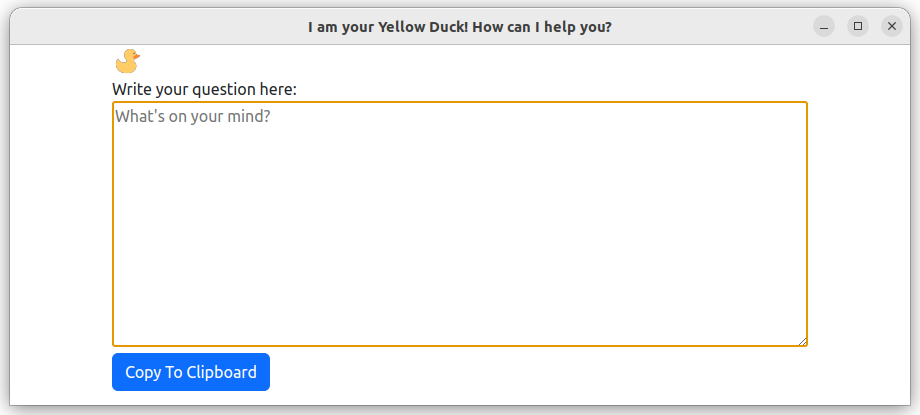 I am your Yellow Duck! How can I help you?
Write your question here:
What's on your mind?
Copy To Clipboard